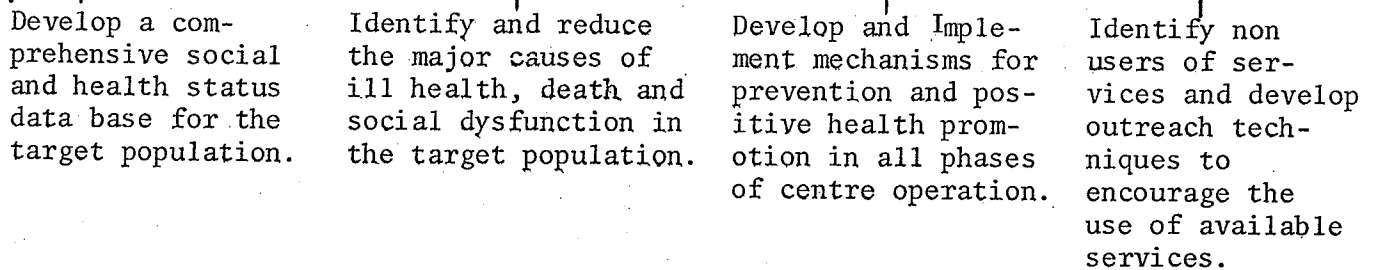 Develop a com-
prehensive social
and health status
data base for the
target population.
Identify and reduce
the major causes of
ill health, death and
social dysfunction in
the target population.
Develop and Imple-
ment mechanisms for
prevention and pos-
itive health prom-
otion in all phases
of centre operation.
Identify non
users of ser-
vices and develop
outreach tech-
niques to
encourage the
use of available
services.